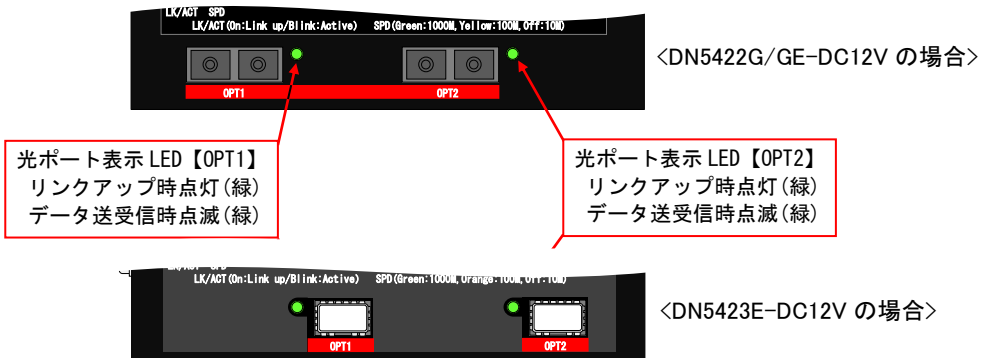 LK/ACT SPD
LK/ACT(On:Link up/Blink:Active) SPD(Green:1000M,Yellow:100M,Off:10M)
<DN5422G/GE-DC12V の場合>
OPT1
OPT2
光ポート表示 LED【OPT1】
リンクアップ時点灯(緑)
データ送受信時点滅(緑)
光ポート表示 LED【OPT2】
リンクアップ時点灯(緑)
データ送受信時点滅(緑)
LK/ACT SPD
LK/ACT(On:Link up/Blink:Active) SPD(Green:1000M,Orange:100M,Off:10M)
<DN5423E-DC12V の場合>
OPT1
OPT2